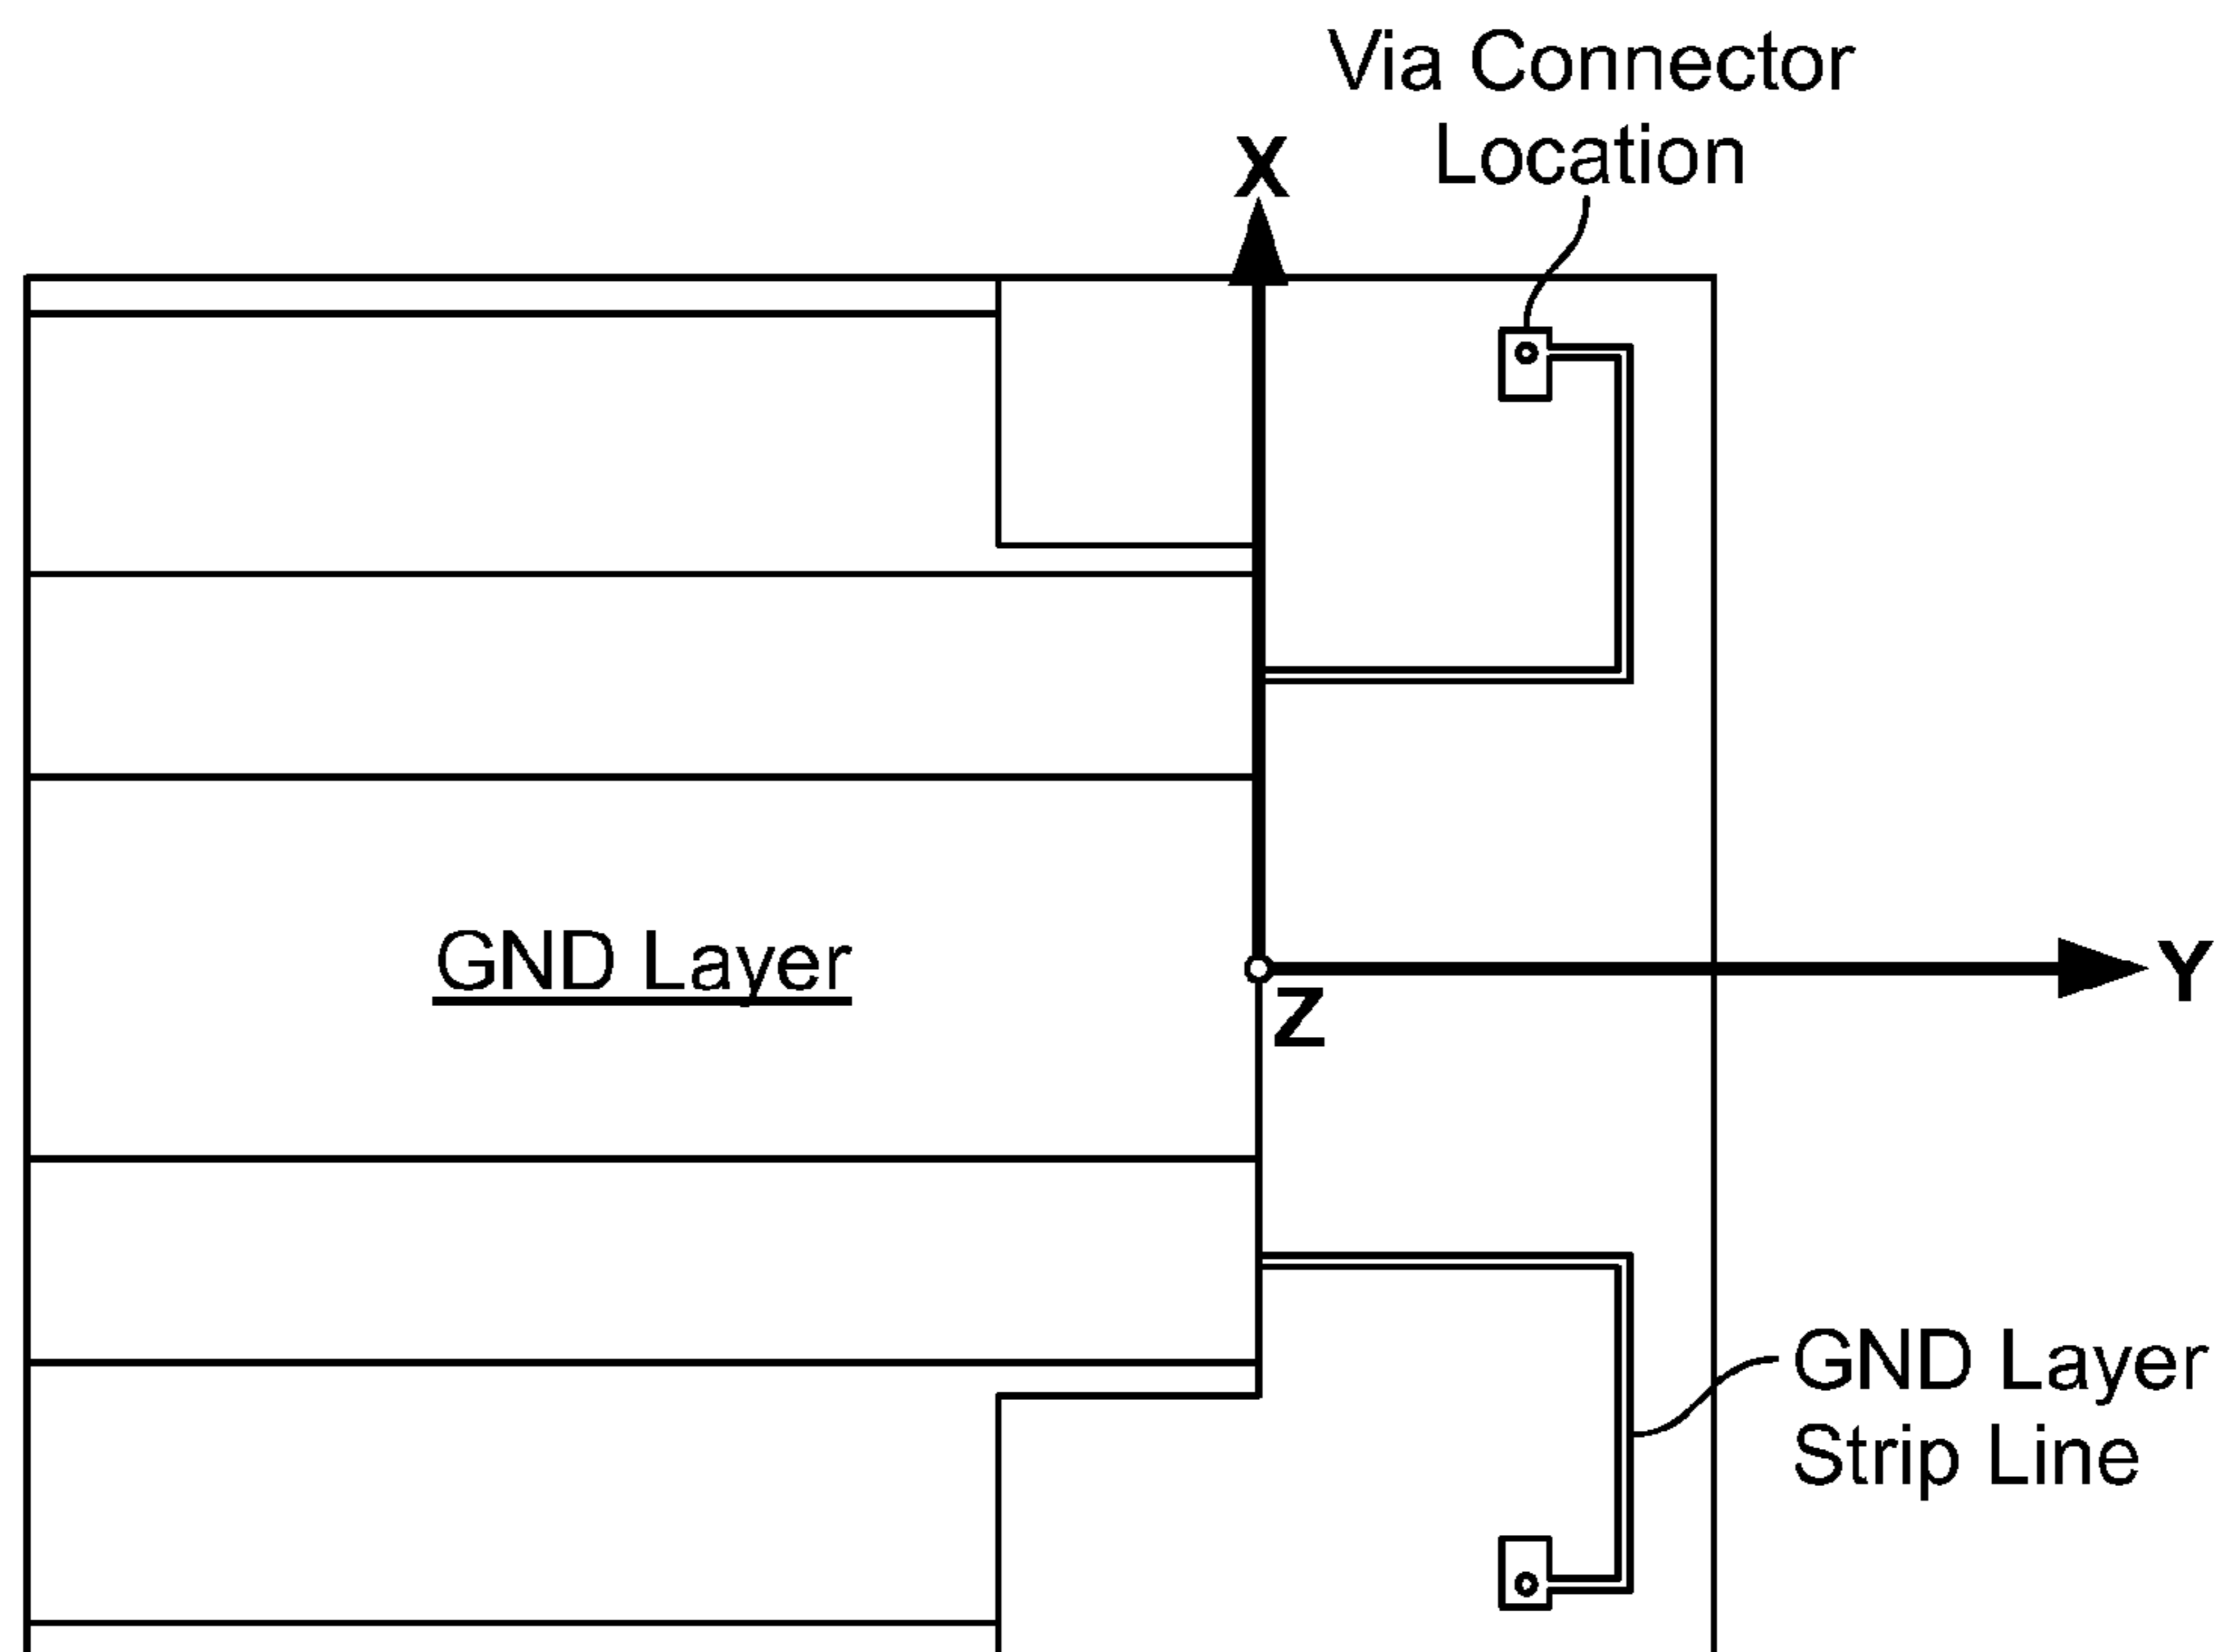 Via Connector
Location
X
GND Layer
Y
Z
GND Layer
Strip Line